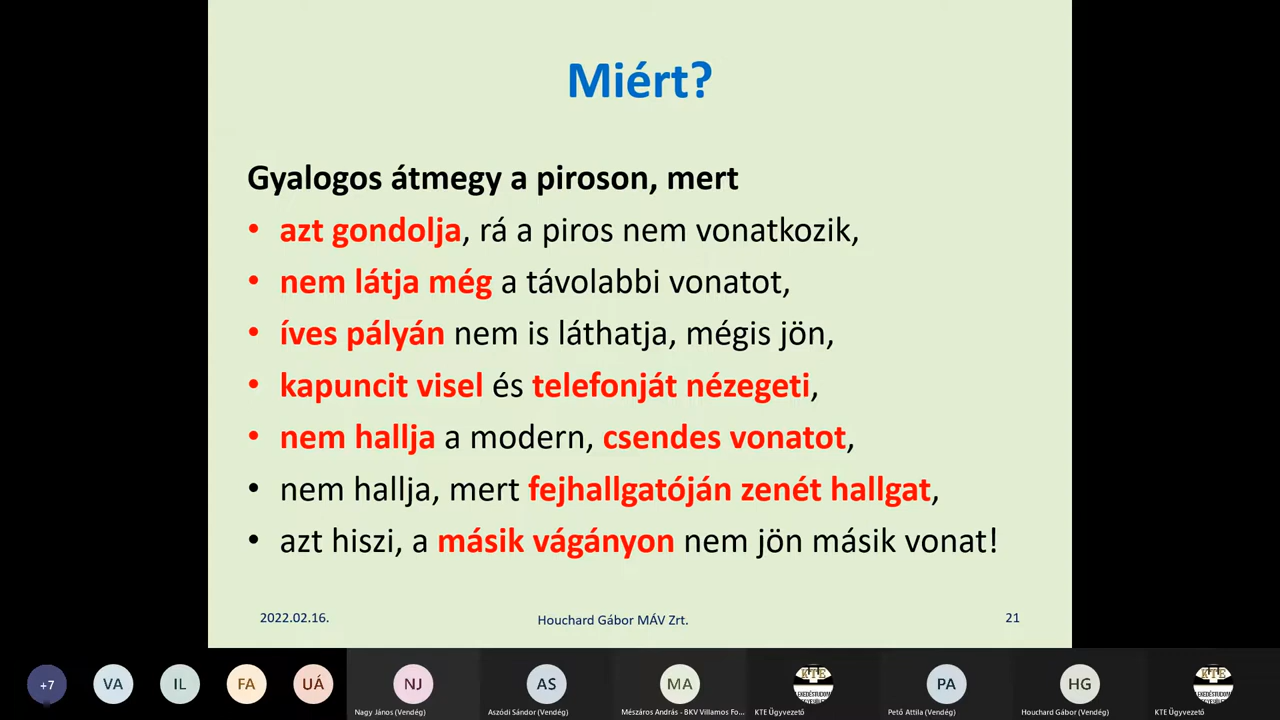 Miért?
Gyalogos átmegy a piroson, mert
• azt gondolja, rá a piros nem vonatkozik,
• nem látja még a távolabbi vonatot,
• íves pályán nem is láthatja, mégis jön,
• kapuncit visel és telefonját nézegeti,
• nem hallja a modern, csendes vonatot,
• nem hallja, mert fejhallgatóján zenét hallgat,
• azt hiszi, a másik vágányon nem jön másik vonat!
2022.02.16. Houchard Gábor MÁV Zrt. 21
+7 VA IL FA UÁ NJ AS MA KTE PA HG KTE
Nagy János (Vendég) Aszódi Sándor (Vendég) Mészáros András - BKV Villamos Fo... KTE Ügyvezető Pető Attila (Vendég) Houchard Gábor (Vendég) KTE Ügyvezető